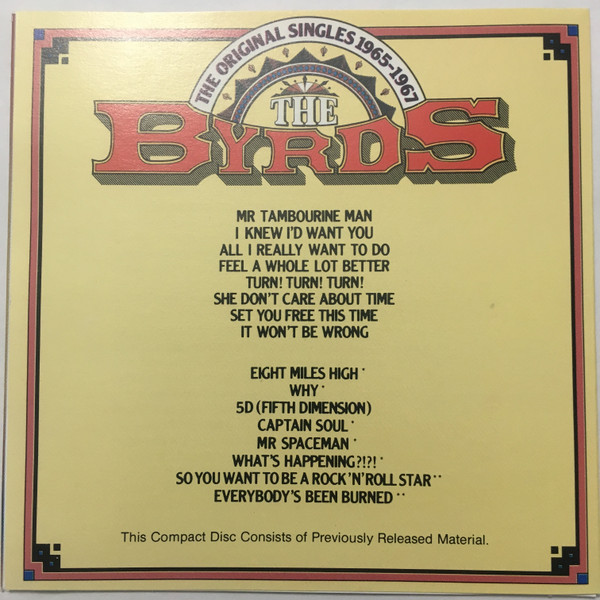 THE ORIGINAL SINGLES 1965-1967
THE
BYRDS
MR TAMBOURINE MAN
I KNEW I'D WANT YOU
ALL I REALLY WANT TO DO
FEEL A WHOLE LOT BETTER
TURN! TURN! TURN!
SHE DON'T CARE ABOUT TIME
SET YOU FREE THIS TIME
IT WON'T BE WRONG
EIGHT MILES HIGH *
WHY *
5D (FIFTH DIMENSION)
CAPTAIN SOUL *
MR SPACEMAN *
WHAT'S HAPPENING?!?! *
SO YOU WANT TO BE A ROCK 'N' ROLL STAR **
EVERYBODY'S BEEN BURNED **
This Compact Disc Consists of Previously Released Material.